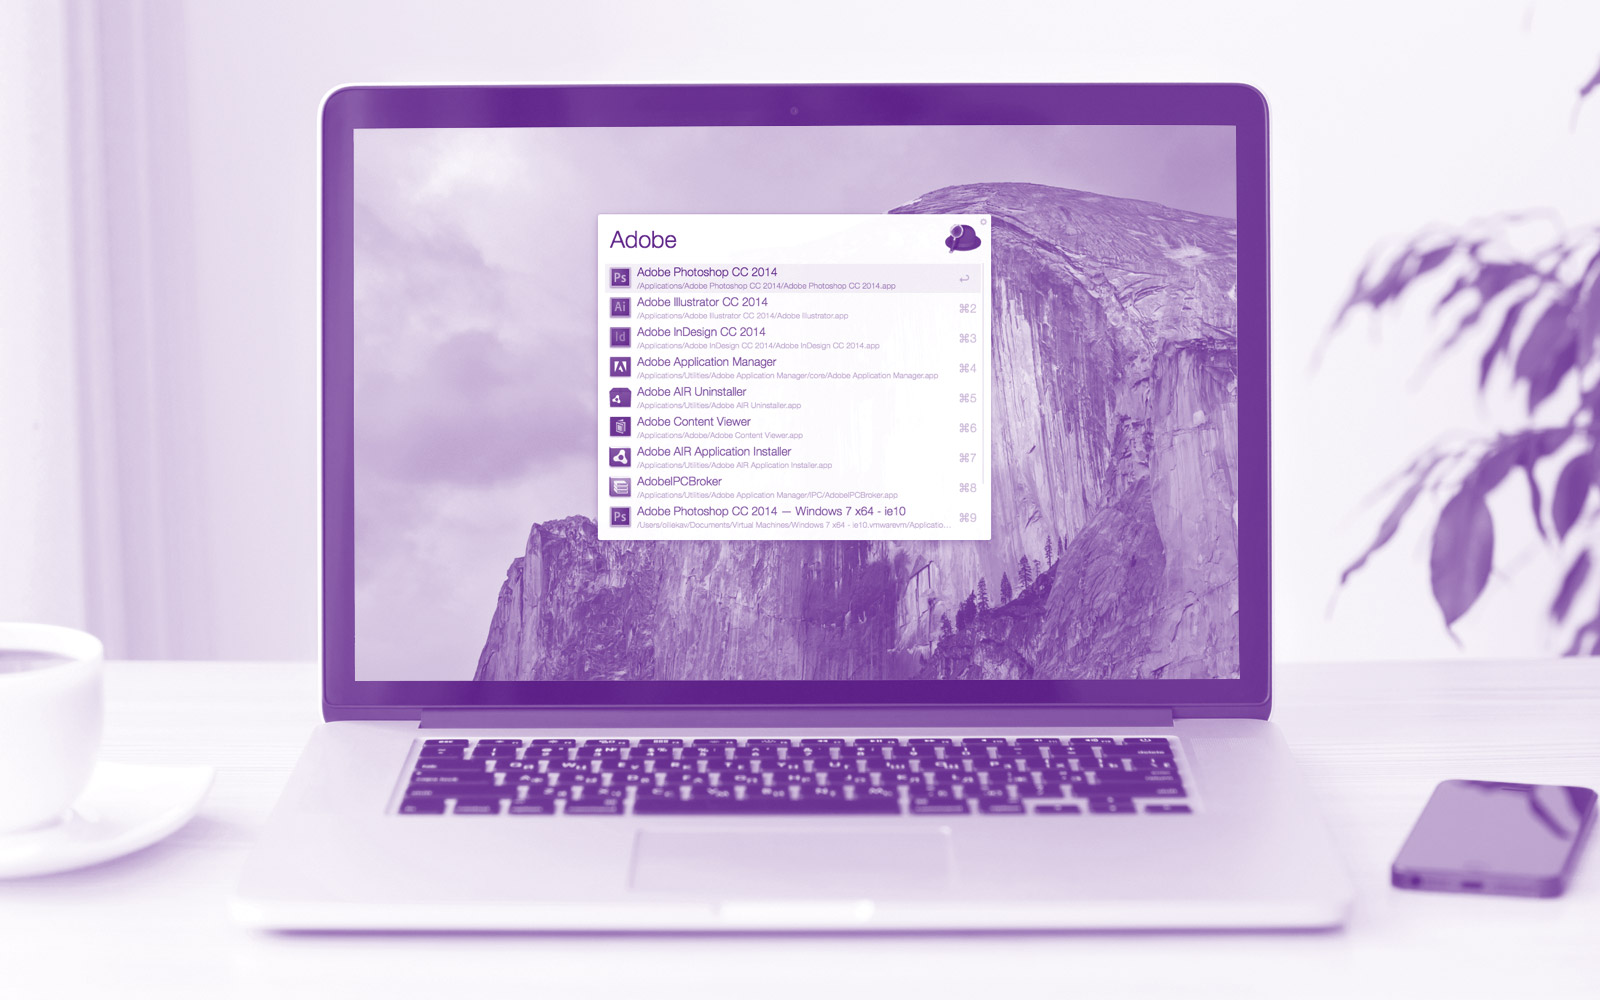 Adobe
Adobe Photoshop CC 2014
/Applications/Adobe Photoshop CC 2014/Adobe Photoshop CC 2014.app
↩
Adobe Illustrator CC 2014
/Applications/Adobe Illustrator CC 2014/Adobe Illustrator.app
⌘2
Adobe InDesign CC 2014
/Applications/Adobe InDesign CC 2014/Adobe InDesign CC 2014.app
⌘3
Adobe Application Manager
/Applications/Utilities/Adobe Application Manager/core/Adobe Application Manager.app
⌘4
Adobe AIR Uninstaller
/Applications/Utilities/Adobe AIR Uninstaller.app
⌘5
Adobe Content Viewer
/Applications/Adobe/Adobe Content Viewer.app
⌘6
Adobe AIR Application Installer
/Applications/Utilities/Adobe AIR Application Installer.app
⌘7
AdobeIPCBroker
/Applications/Utilities/Adobe Application Manager/IPC/AdobeIPCBroker.app
⌘8
Adobe Photoshop CC 2014 — Windows 7 x64 - ie10
/Users/olliekav/Documents/Virtual Machines/Windows 7 x64 - ie10.vmwarevm/Applicatio...
⌘9
Ps
Ai
Id
Ps
delete